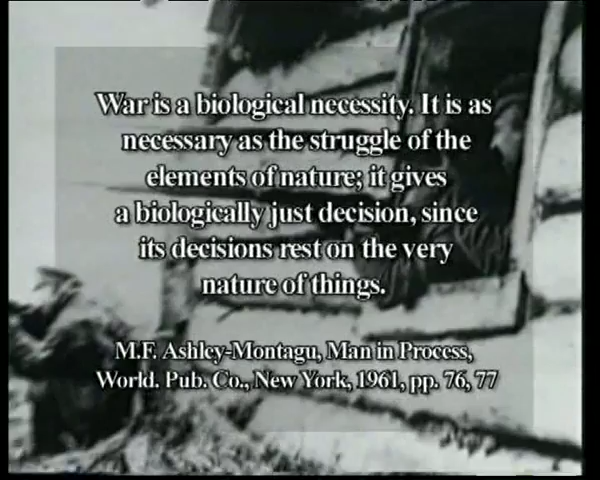 War is a biological necessity. It is as
necessary as the struggle of the
elements of nature; it gives
a biologically just decision, since
its decisions rest on the very
nature of things.
M.F. Ashley-Montagu, Man in Process,
World. Pub. Co., New York, 1961, pp. 76, 77